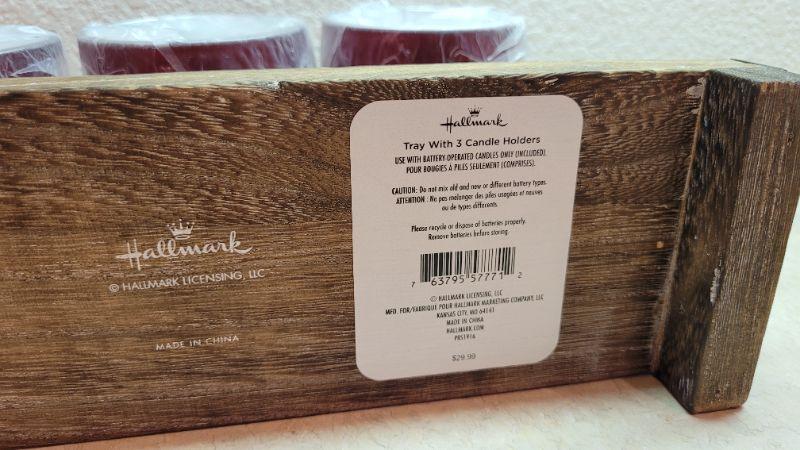 Hallmark
© HALLMARK LICENSING, LLC
MADE IN CHINA
Hallmark
Tray With 3 Candle Holders
USE WITH BATTERY-OPERATED CANDLES ONLY (INCLUDED).
POUR BOUGIES À PILES SEULEMENT (COMPRISES).
CAUTION: Do not mix old and new or different battery types.
ATTENTION : Ne pas mélanger des piles usagées et neuves
ou de types différents.
Please recycle or dispose of batteries properly.
Remove batteries before storing.
7 63795 57771 2
© HALLMARK LICENSING, LLC
MFD. FOR/FABRIQUÉ POUR HALLMARK MARKETING COMPANY, LLC
KANSAS CITY, MO 64141
MADE IN CHINA
HALLMARK.COM
PRS1916
$29.99